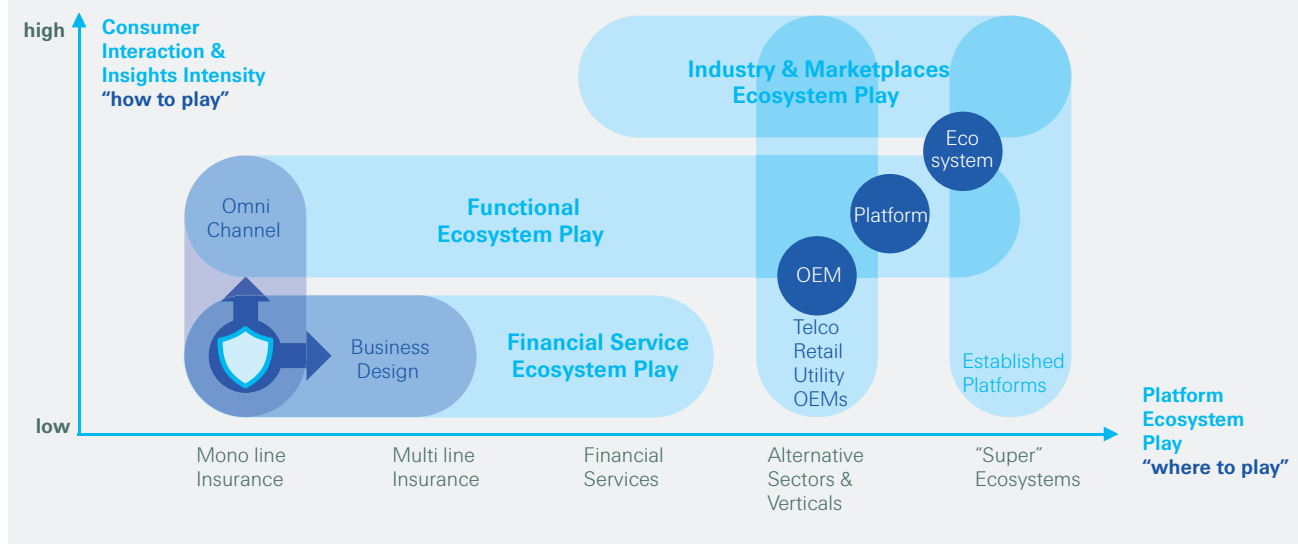 high
Consumer
Interaction &
Insights Intensity
“how to play”
Industry & Marketplaces
Ecosystem Play
Eco
system
Omni
Channel
Functional
Ecosystem Play
Platform
OEM
Telco
Retail
Utility
OEMs
Business
Design
Financial Service
Ecosystem Play
Established
Platforms
low
Platform
Ecosystem
Play
“where to play”
Mono line
Insurance
Multi line
Insurance
Financial
Services
Alternative
Sectors &
Verticals
“Super”
Ecosystems